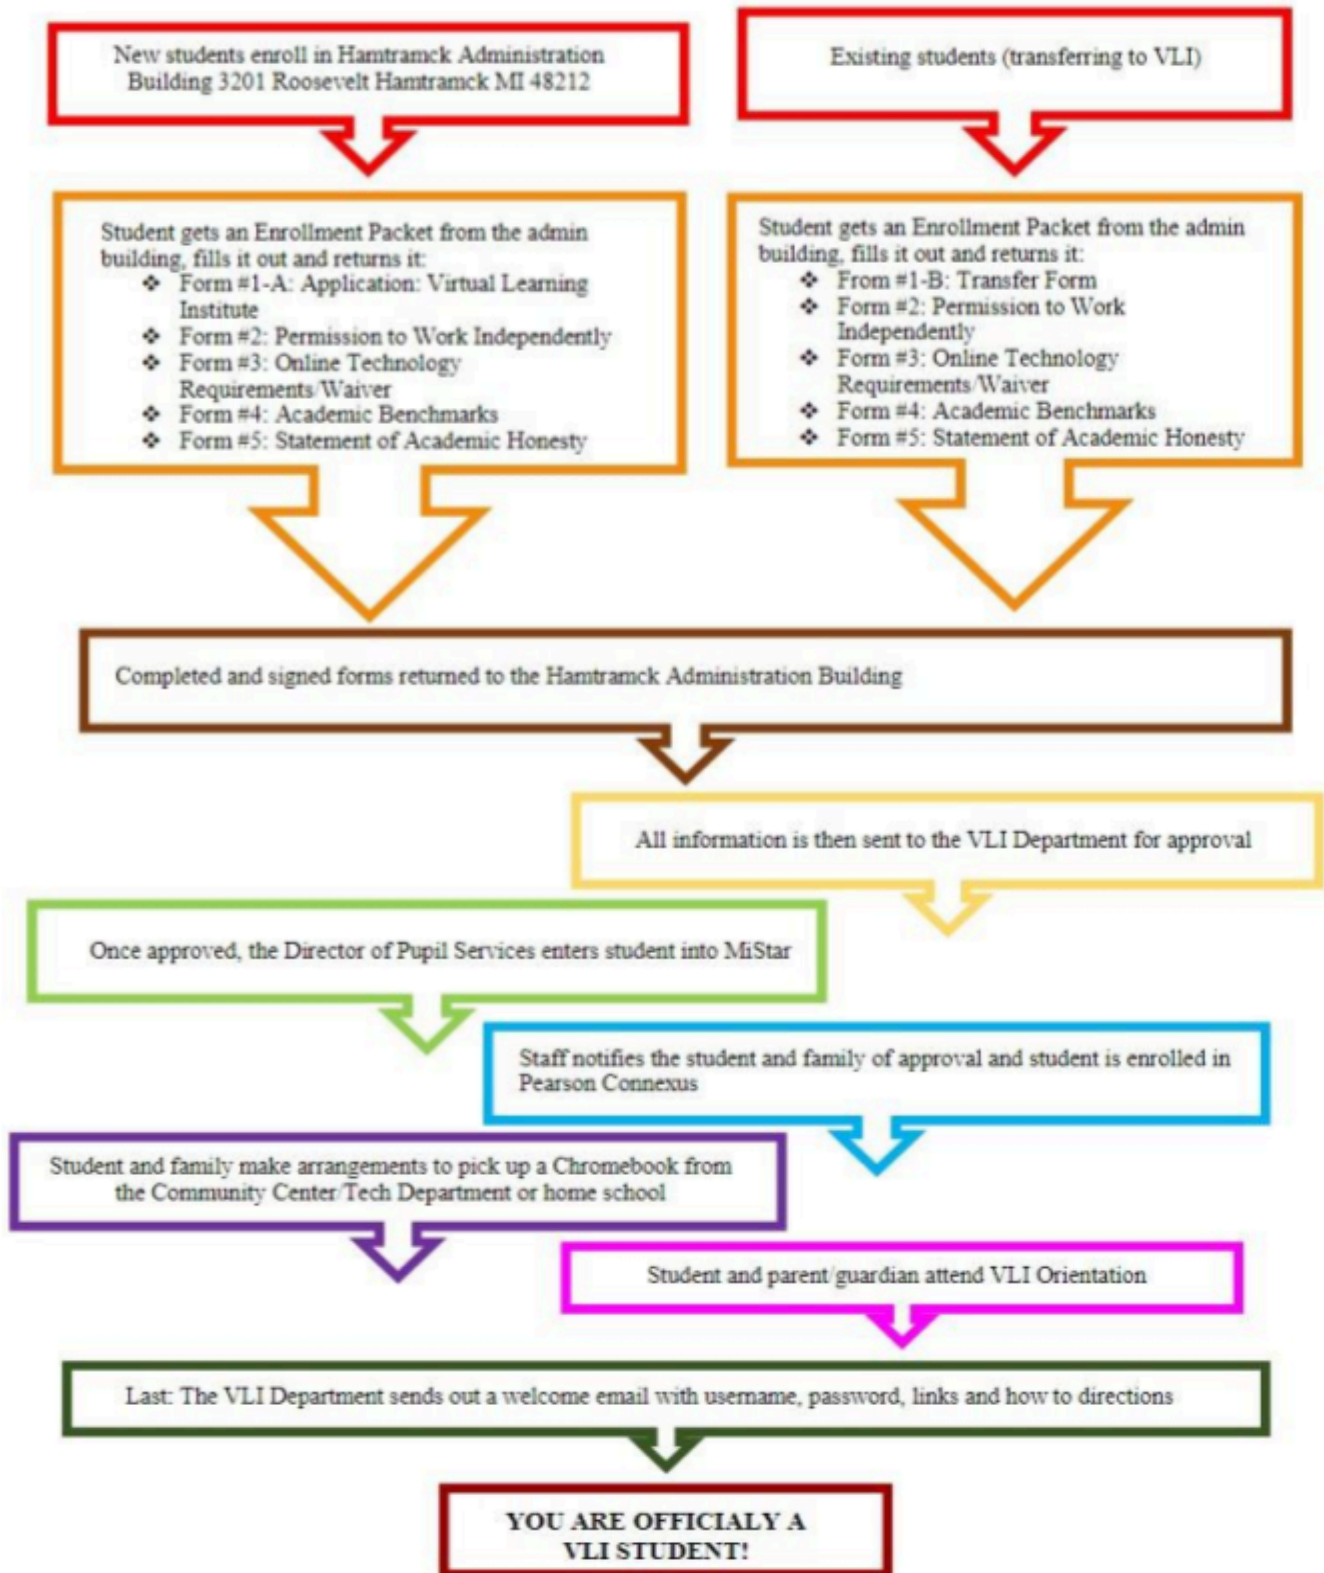 New students enroll in Hamtramck Administration
Building 3201 Roosevelt Hamtramck MI 48212
Existing students (transferring to VLI)
Student gets an Enrollment Packet from the admin
building, fills it out and returns it:
❖ Form #1-A: Application: Virtual Learning
Institute
❖ Form #2: Permission to Work Independently
❖ Form #3: Online Technology
Requirements/Waiver
❖ Form #4: Academic Benchmarks
❖ Form #5: Statement of Academic Honesty
Student gets an Enrollment Packet from the admin
building, fills it out and returns it:
❖ From #1-B: Transfer Form
❖ Form #2: Permission to Work
Independently
❖ Form #3: Online Technology
Requirements/Waiver
❖ Form #4: Academic Benchmarks
❖ Form #5: Statement of Academic Honesty
Completed and signed forms returned to the Hamtramck Administration Building
All information is then sent to the VLI Department for approval
Once approved, the Director of Pupil Services enters student into MiStar
Staff notifies the student and family of approval and student is enrolled in
Pearson Connexus
Student and family make arrangements to pick up a Chromebook from
the Community Center/Tech Department or home school
Student and parent/guardian attend VLI Orientation
Last: The VLI Department sends out a welcome email with username, password, links and how to directions
YOU ARE OFFICIALY A
VLI STUDENT!